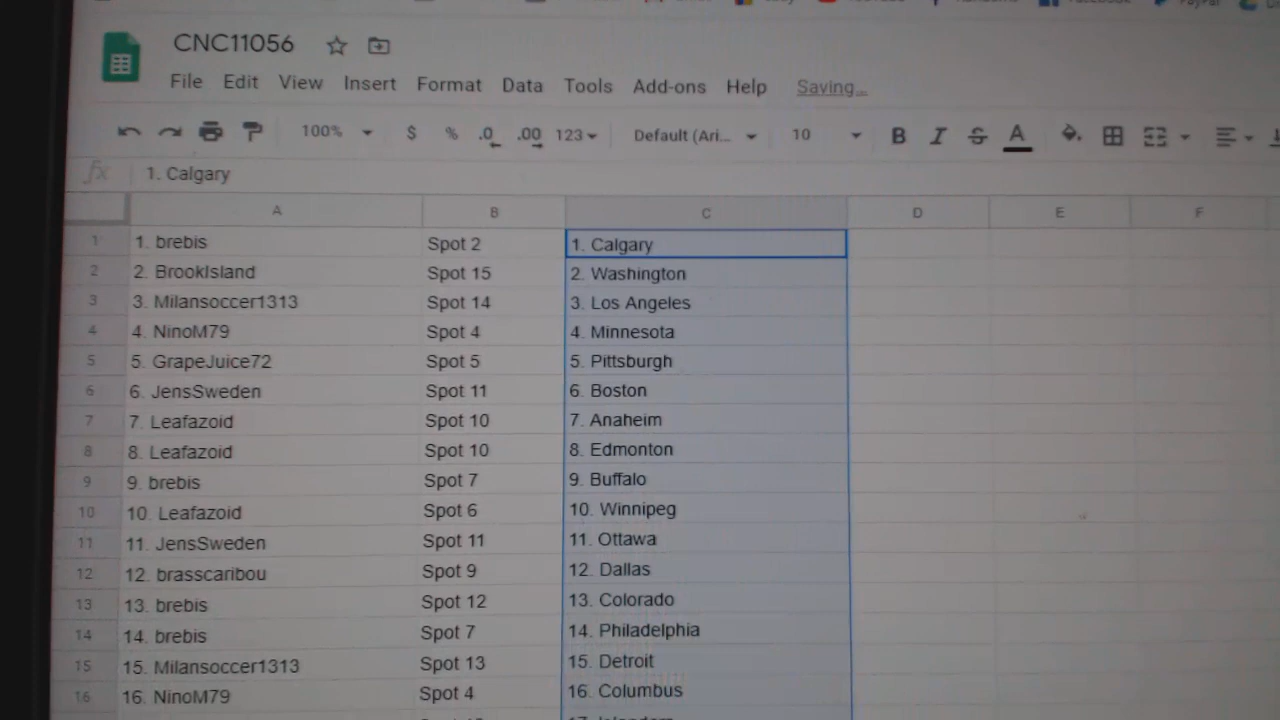 CNC11056
File Edit View Insert Format Data Tools Add-ons Help Saving...
100% $ % .0 .00 123 Default (Ari... 10 B I S A
fx 1. Calgary
A B C D E F
1 1. brebis Spot 2 1. Calgary
2 2. BrookIsland Spot 15 2. Washington
3 3. Milansoccer1313 Spot 14 3. Los Angeles
4 4. NinoM79 Spot 4 4. Minnesota
5 5. GrapeJuice72 Spot 5 5. Pittsburgh
6 6. JensSweden Spot 11 6. Boston
7 7. Leafazoid Spot 10 7. Anaheim
8 8. Leafazoid Spot 10 8. Edmonton
9 9. brebis Spot 7 9. Buffalo
10 10. Leafazoid Spot 6 10. Winnipeg
11 11. JensSweden Spot 11 11. Ottawa
12 12. brasscaribou Spot 9 12. Dallas
13 13. brebis Spot 12 13. Colorado
14 14. brebis Spot 7 14. Philadelphia
15 15. Milansoccer1313 Spot 13 15. Detroit
16 16. NinoM79 Spot 4 16. Columbus